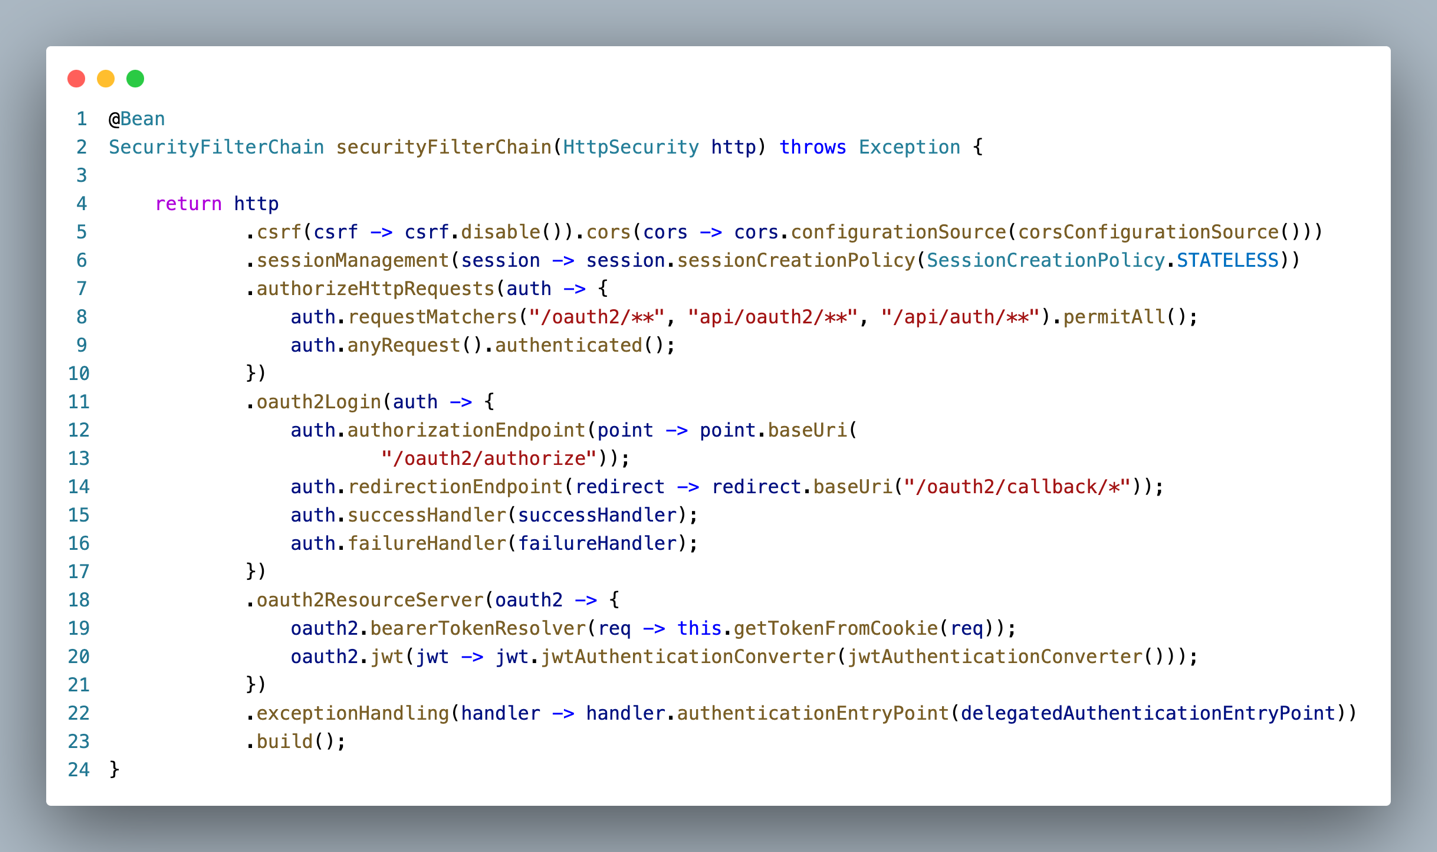 1 @Bean
2 SecurityFilterChain securityFilterChain(HttpSecurity http) throws Exception {
3
4     return http
5             .csrf(csrf -> csrf.disable()).cors(cors -> cors.configurationSource(corsConfigurationSource()))
6             .sessionManagement(session -> session.sessionCreationPolicy(SessionCreationPolicy.STATELESS))
7             .authorizeHttpRequests(auth -> {
8                 auth.requestMatchers("/oauth2/**", "api/oauth2/**", "/api/auth/**").permitAll();
9                 auth.anyRequest().authenticated();
10             })
11             .oauth2Login(auth -> {
12                 auth.authorizationEndpoint(point -> point.baseUri(
13                         "/oauth2/authorize"));
14                 auth.redirectionEndpoint(redirect -> redirect.baseUri("/oauth2/callback/*"));
15                 auth.successHandler(successHandler);
16                 auth.failureHandler(failureHandler);
17             })
18             .oauth2ResourceServer(oauth2 -> {
19                 oauth2.bearerTokenResolver(req -> this.getTokenFromCookie(req));
20                 oauth2.jwt(jwt -> jwt.jwtAuthenticationConverter(jwtAuthenticationConverter()));
21             })
22             .exceptionHandling(handler -> handler.authenticationEntryPoint(delegatedAuthenticationEntryPoint))
23             .build();
24 }